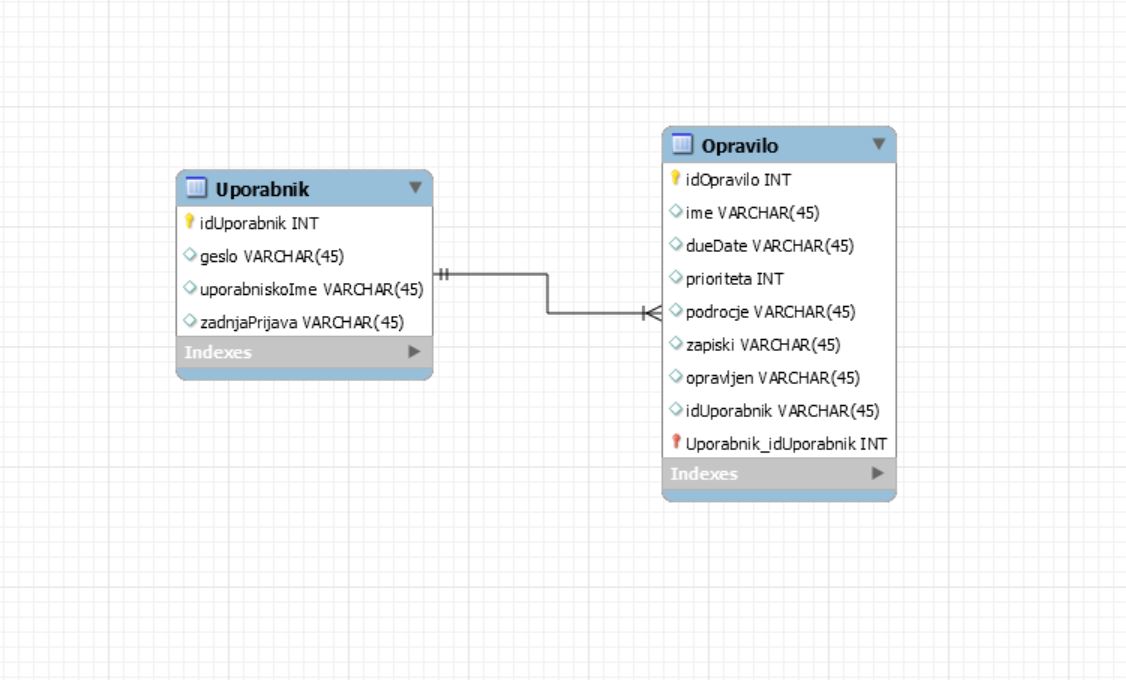 Uporabnik
idUporabnik INT
geslo VARCHAR(45)
uporabniskoIme VARCHAR(45)
zadnjaPrijava VARCHAR(45)
Indexes
Opravilo
idOpravilo INT
ime VARCHAR(45)
dueDate VARCHAR(45)
prioriteta INT
podrocje VARCHAR(45)
zapiski VARCHAR(45)
opravljen VARCHAR(45)
idUporabnik VARCHAR(45)
Uporabnik_idUporabnik INT
Indexes